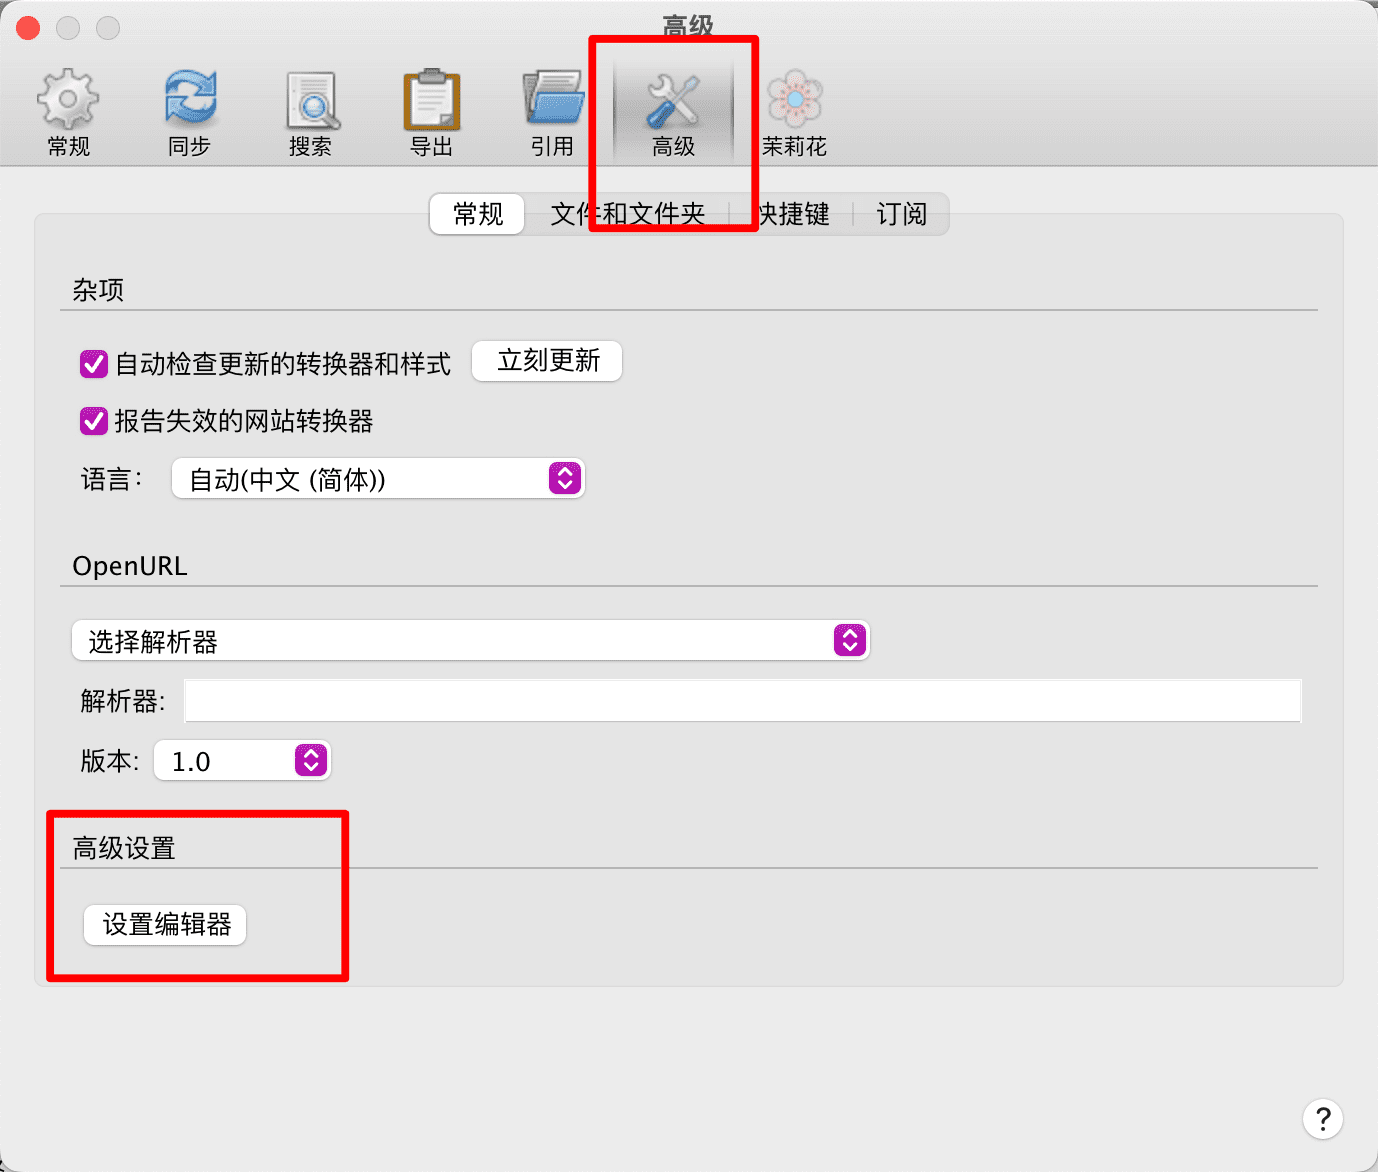 高级
常规 同步 搜索 导出 引用 高级 茉莉花
常规 文件和文件夹 快捷键 订阅
杂项
自动检查更新的转换器和样式 立刻更新
报告失效的网站转换器
语言： 自动(中文 (简体))
OpenURL
选择解析器
解析器:
版本: 1.0
高级设置
设置编辑器
?